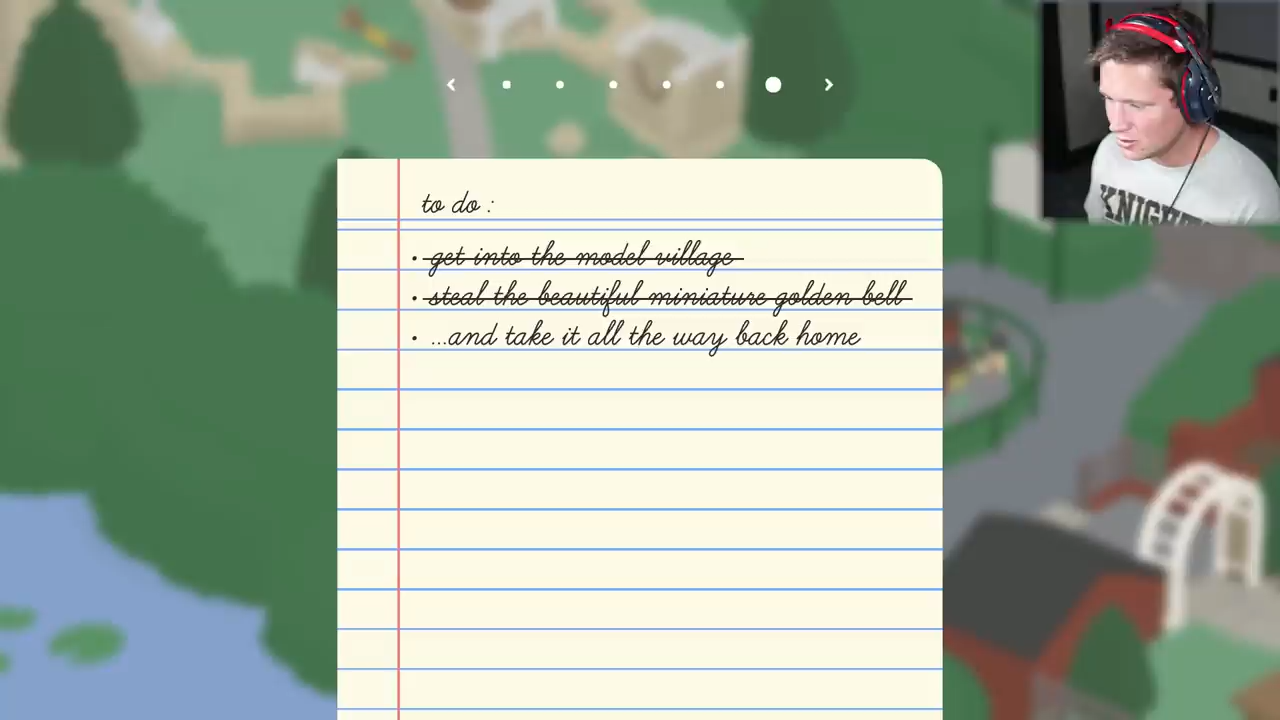 to do :
• get into the model village
• steal the beautiful miniature golden bell
• ...and take it all the way back home
KNIGHT